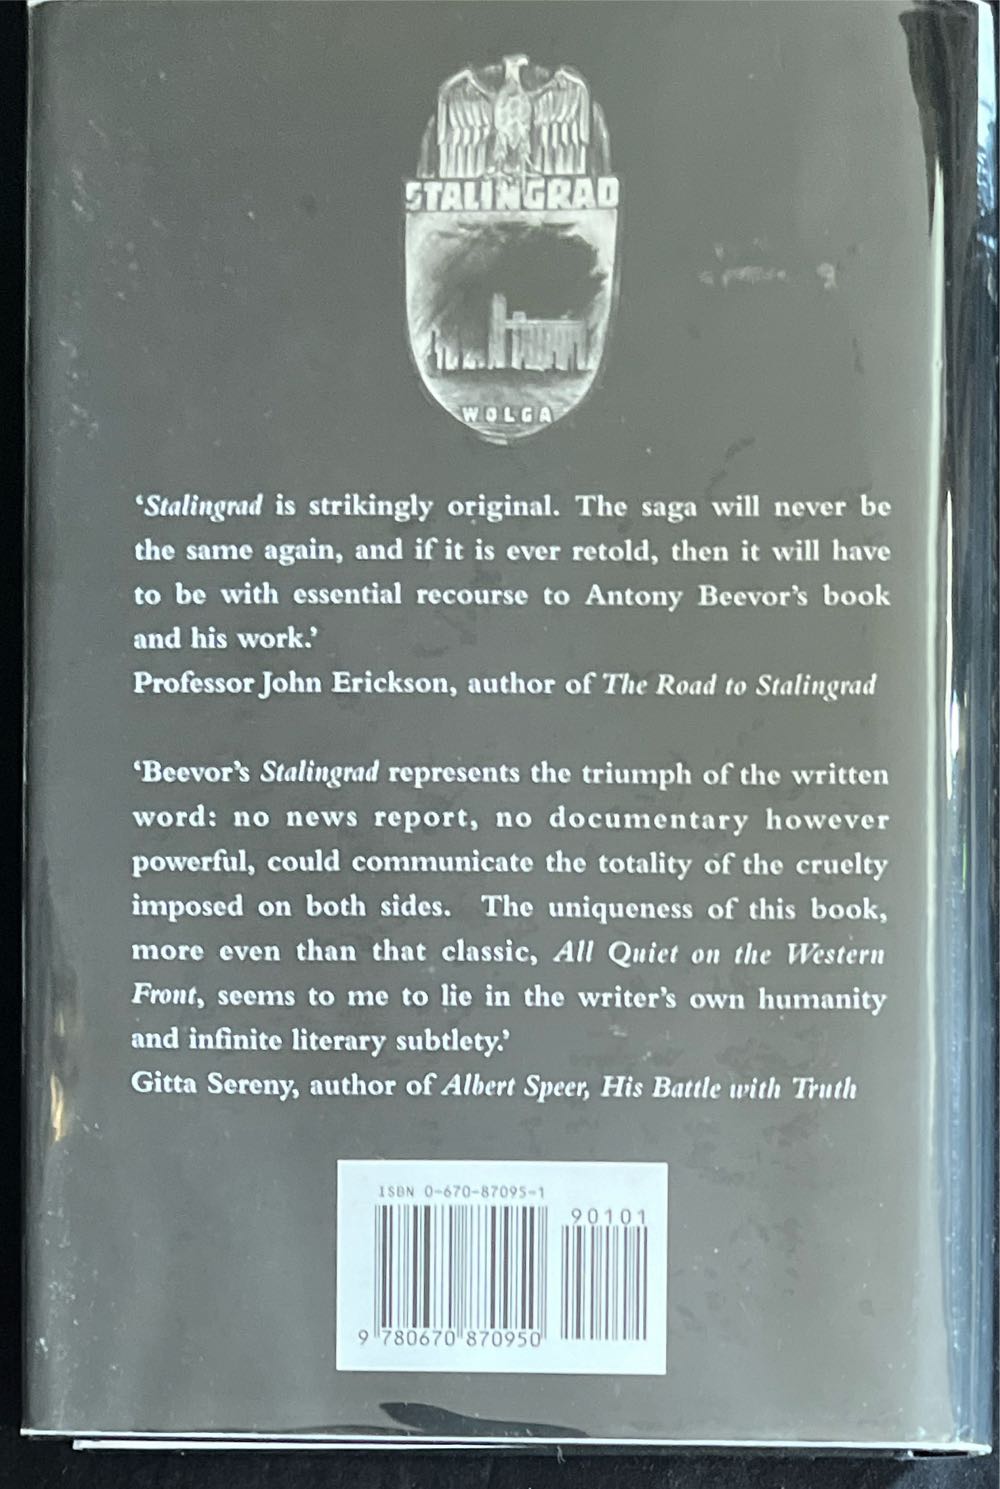 STALINGRAD
WOLGA
‘Stalingrad is strikingly original. The saga will never be
the same again, and if it is ever retold, then it will have
to be with essential recourse to Antony Beevor’s book
and his work.’
Professor John Erickson, author of The Road to Stalingrad
‘Beevor’s Stalingrad represents the triumph of the written
word: no news report, no documentary however
powerful, could communicate the totality of the cruelty
imposed on both sides. The uniqueness of this book,
more even than that classic, All Quiet on the Western
Front, seems to me to lie in the writer’s own humanity
and infinite literary subtlety.’
Gitta Sereny, author of Albert Speer, His Battle with Truth
ISBN 0-670-87095-1
90101
9 780670 870950